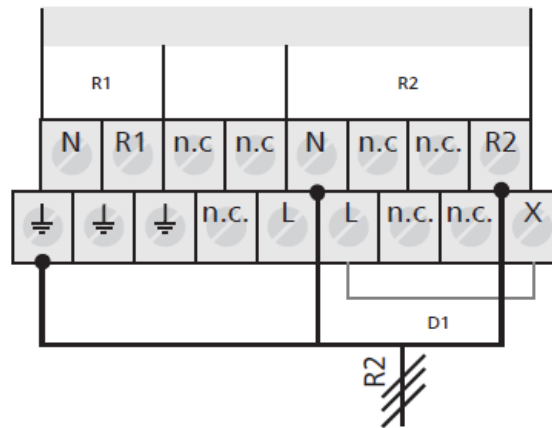 R1 R2
N R1 n.c n.c N n.c n.c. R2
n.c. L L n.c. n.c. X
D1
R2